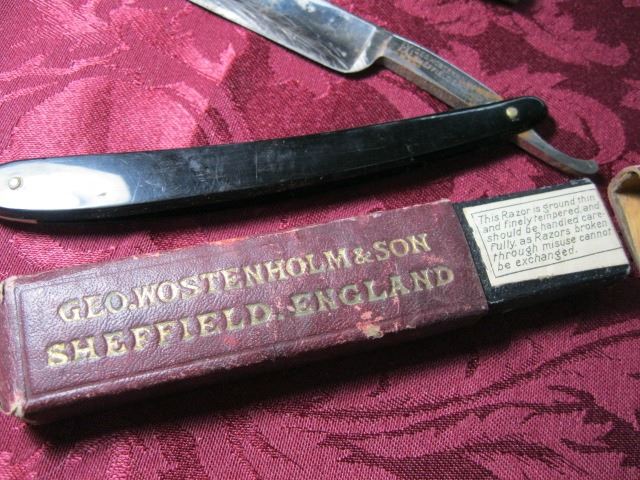 GEO. WOSTENHOLM & SON
SHEFFIELD. ENGLAND
This Razor is ground thin
and finely tempered, and
should be handled care-
fully, as Razors broken
through misuse cannot
be exchanged.